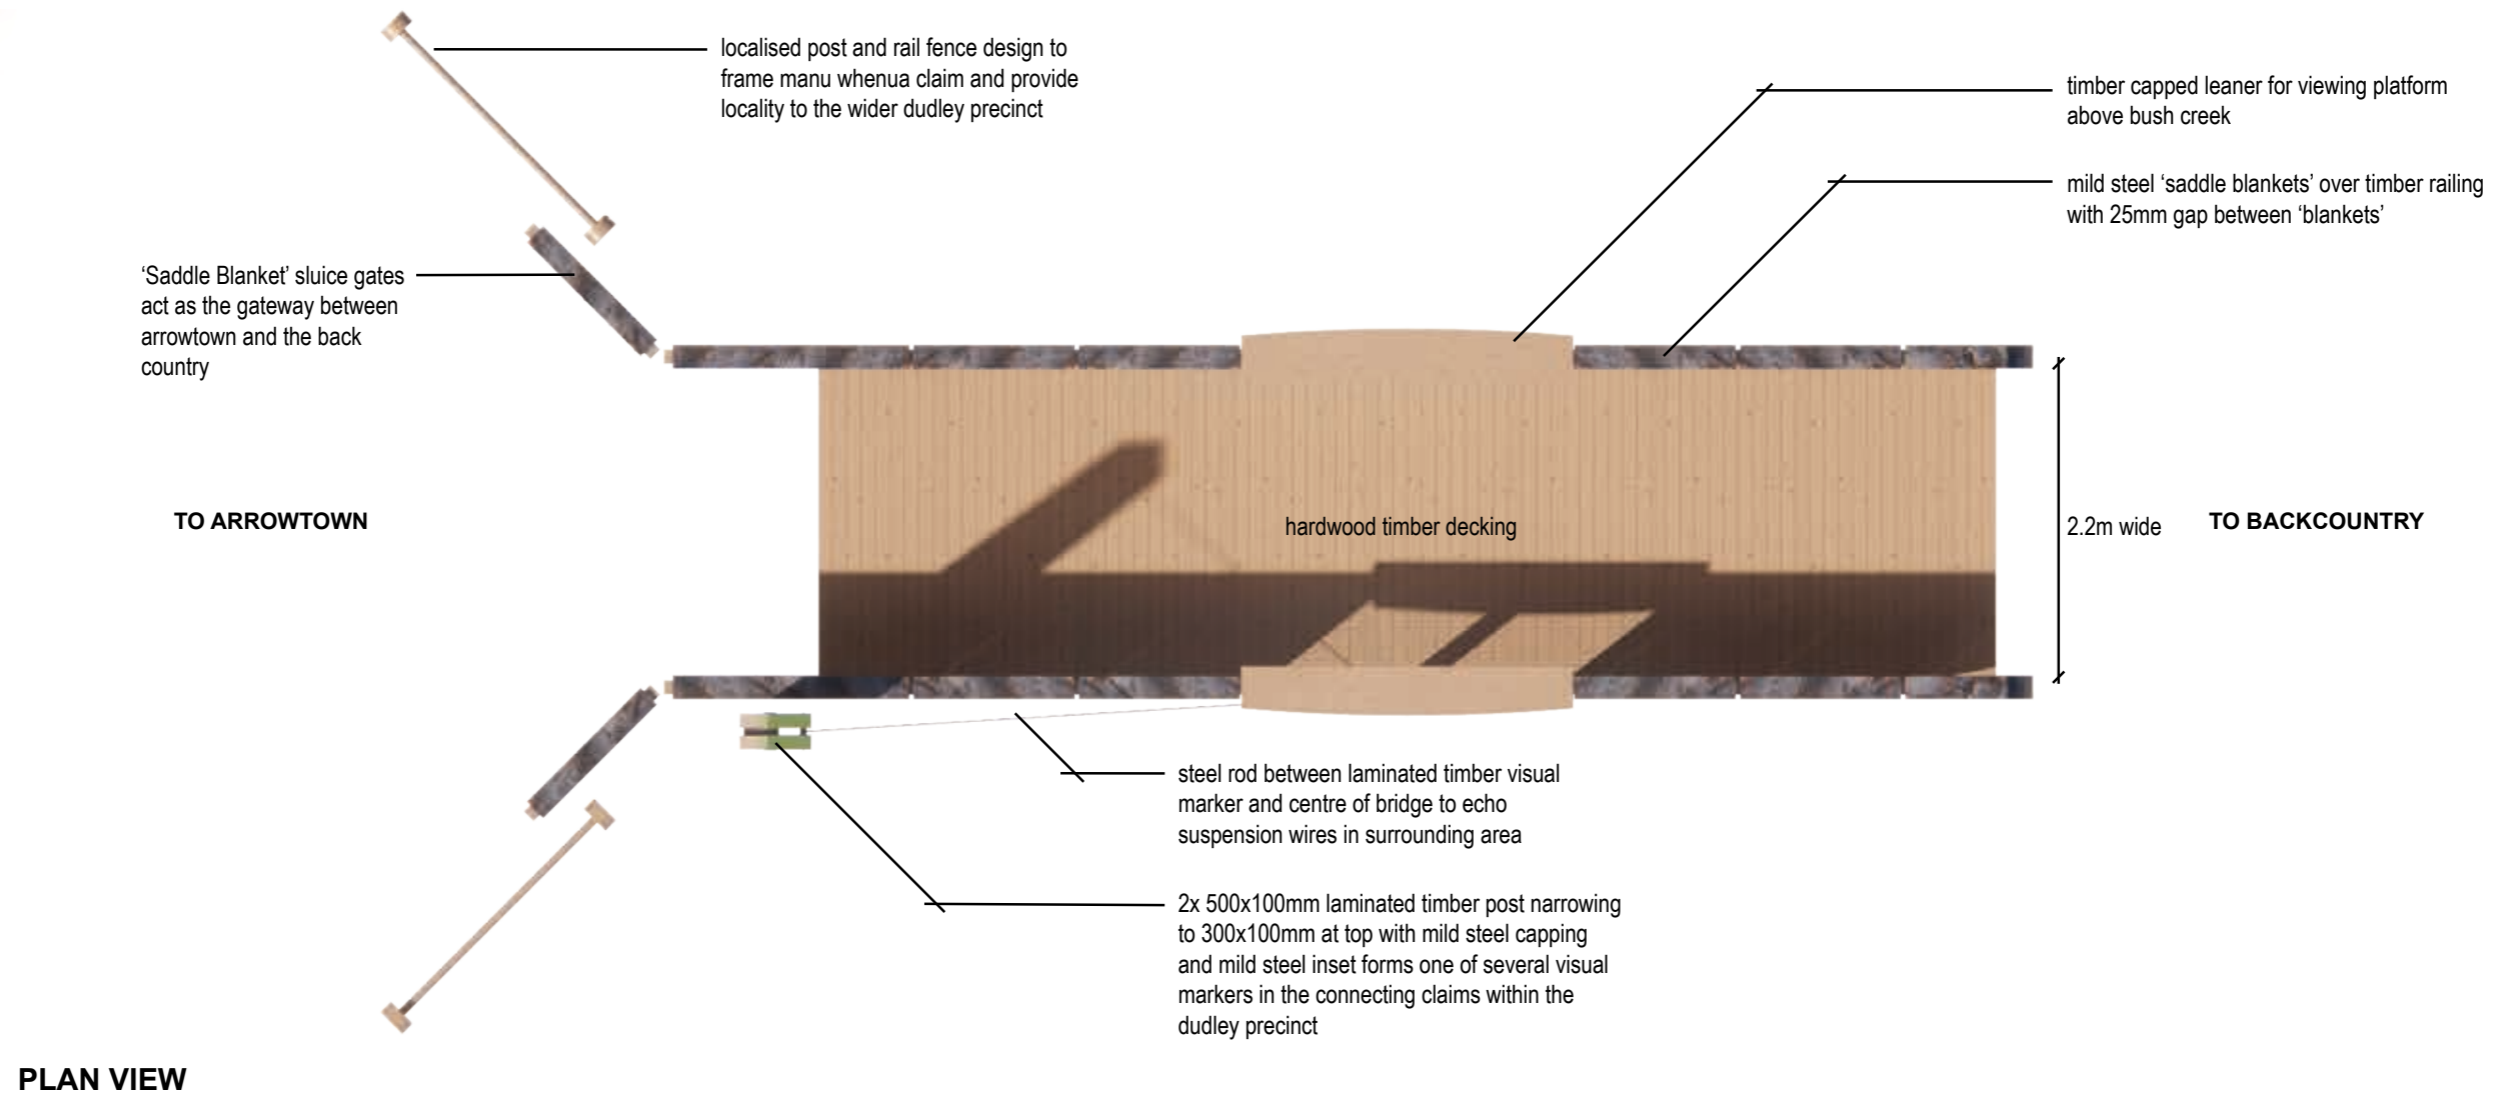 localised post and rail fence design to
frame manu whenua claim and provide
locality to the wider dudley precinct
timber capped leaner for viewing platform
above bush creek
mild steel ‘saddle blankets’ over timber railing
with 25mm gap between ‘blankets’
‘Saddle Blanket’ sluice gates
act as the gateway between
arrowtown and the back
country
TO ARROWTOWN
hardwood timber decking
2.2m wide
TO BACKCOUNTRY
steel rod between laminated timber visual
marker and centre of bridge to echo
suspension wires in surrounding area
2x 500x100mm laminated timber post narrowing
to 300x100mm at top with mild steel capping
and mild steel inset forms one of several visual
markers in the connecting claims within the
dudley precinct
PLAN VIEW